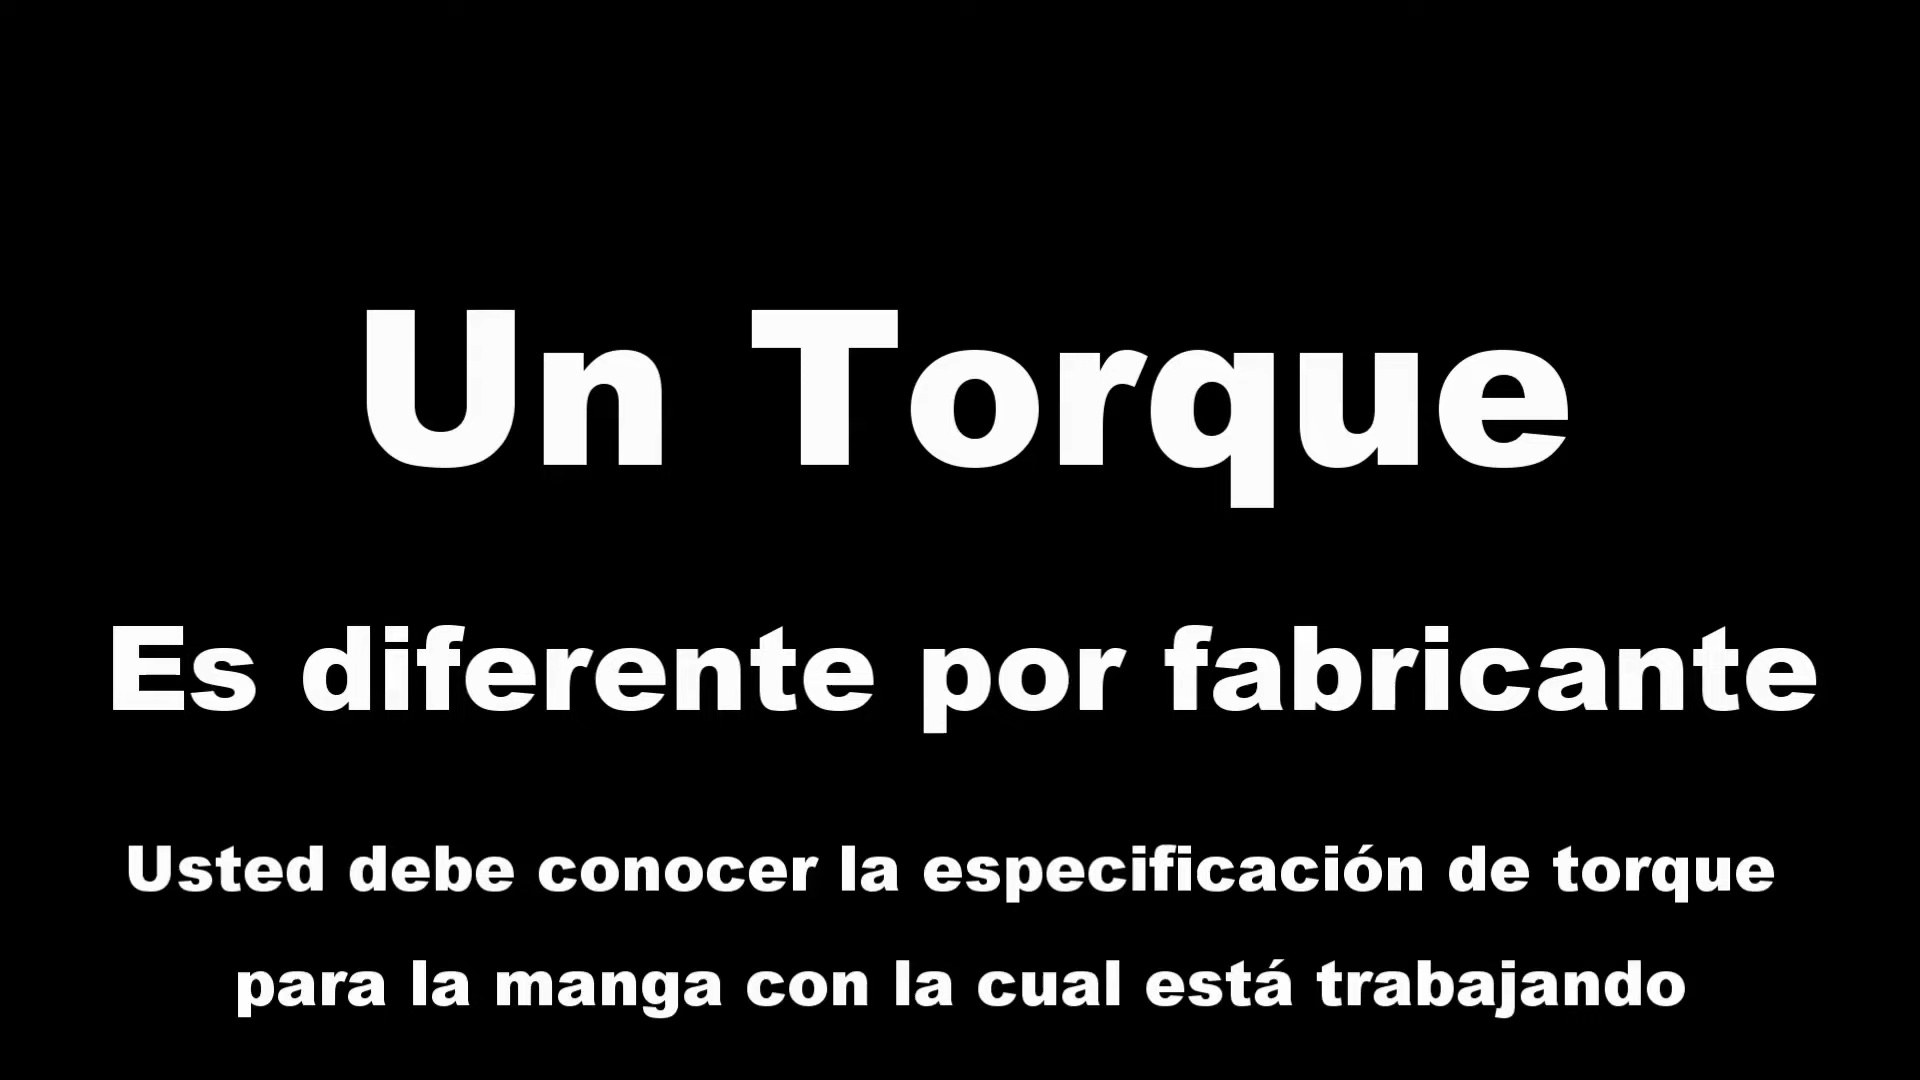 Un Torque
Es diferente por fabricante
Usted debe conocer la especificación de torque
para la manga con la cual está trabajando